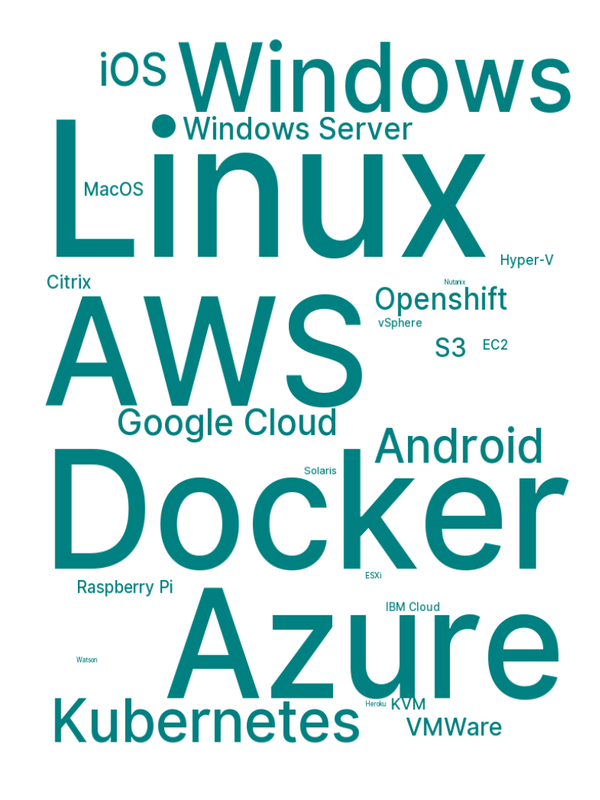 iOS
Windows
Windows Server
Linux
MacOS
Hyper-V
Citrix
Nutanix
AWS
Openshift
vSphere
S3
EC2
Google Cloud
Android
Solaris
Docker
ESXi
Raspberry Pi
IBM Cloud
Azure
Watson
Heroku
KVM
Kubernetes
VMWare